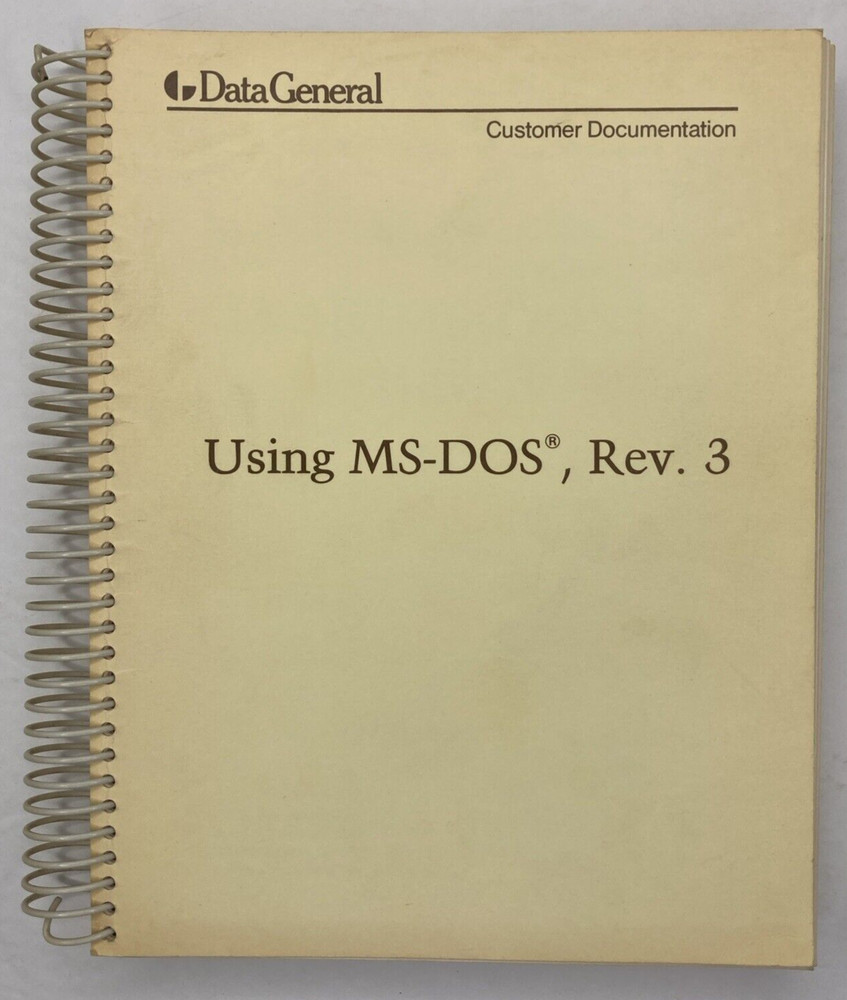 Data General
Customer Documentation
Using MS-DOS®, Rev. 3